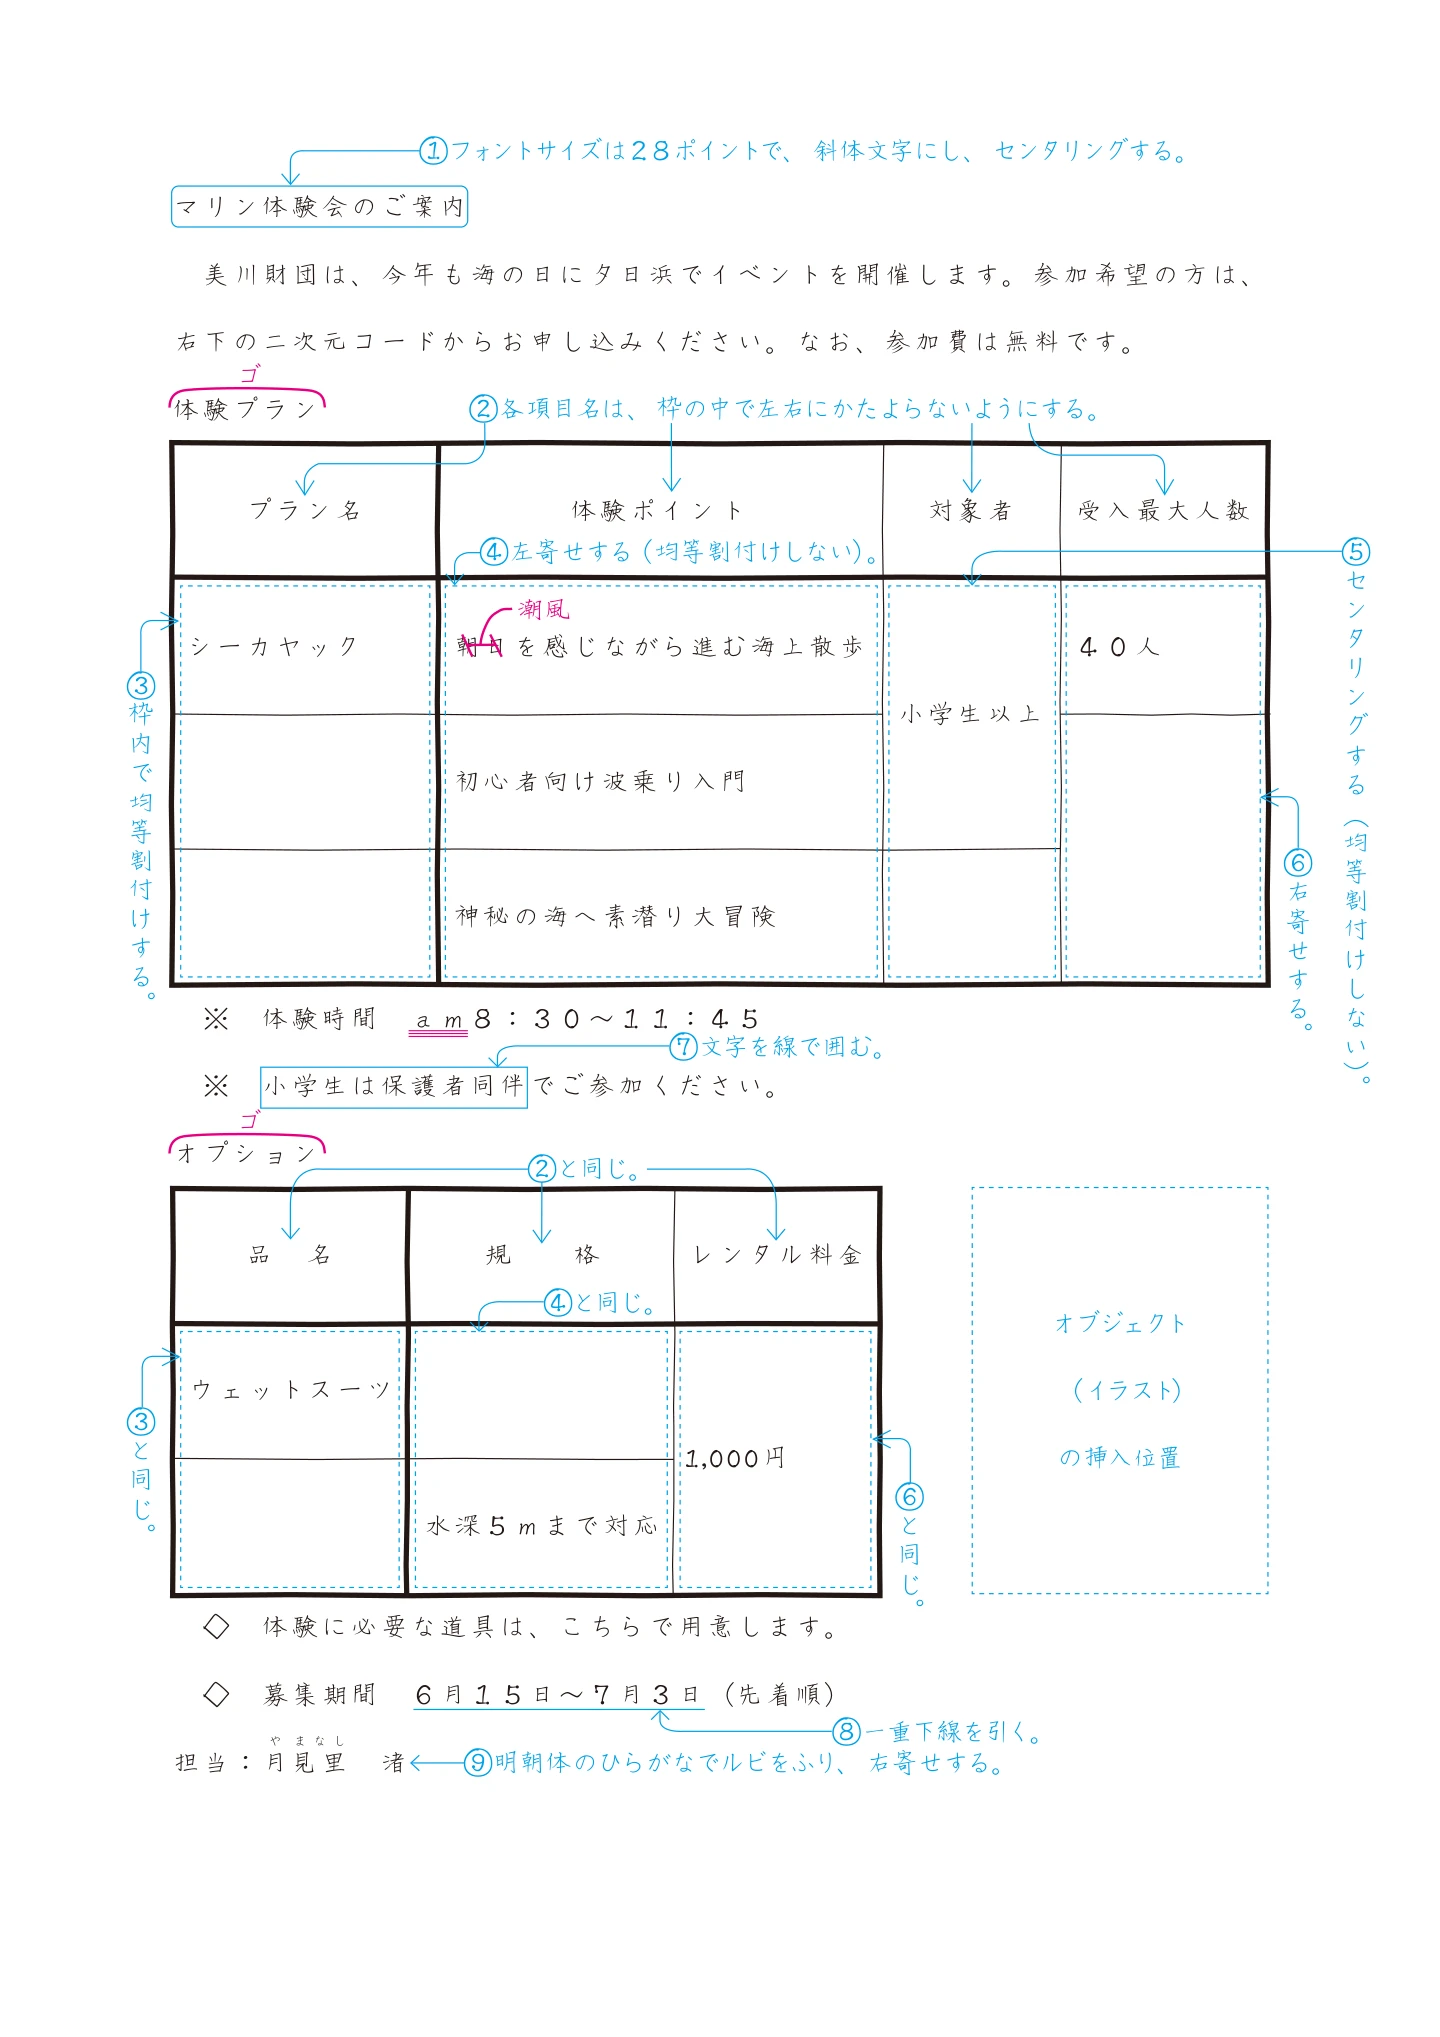 ①フォントサイズは28ポイントで、斜体文字にし、センタリングする。
マリン体験会のご案内
美川財団は、今年も海の日に夕日浜でイベントを開催します。参加希望の方は、
右下の二次元コードからお申し込みください。なお、参加費は無料です。
ゴ
体験プラン
②各項目名は、枠の中で左右にかたよらないようにする。
プラン名 体験ポイント 対象者 受入最大人数
④左寄せする（均等割付けしない）。
⑤センタリングする（均等割付けしない）。
潮風
シーカヤック 朝日を感じながら進む海上散歩 40人
③枠内で均等割付けする。
小学生以上
初心者向け波乗り入門
⑥右寄せする。
神秘の海へ素潜り大冒険
※ 体験時間 am8：30～11：45
⑦文字を線で囲む。
※ 小学生は保護者同伴でご参加ください。
ゴ
オプション
②と同じ。
品 名 規 格 レンタル料金
④と同じ。
ウェットスーツ
③と同じ。
1,000円
⑥と同じ。
水深5mまで対応
オブジェクト
（イラスト）
の挿入位置
◇ 体験に必要な道具は、こちらで用意します。
◇ 募集期間 6月15日～7月3日（先着順）
⑧一重下線を引く。
やまなし
担当：月見里 渚
⑨明朝体のひらがなでルビをふり、右寄せする。